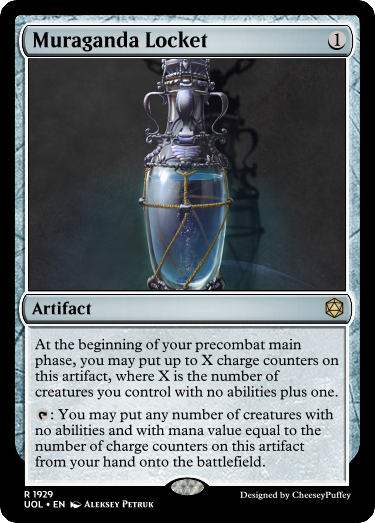 Muraganda Locket
1
Artifact
At the beginning of your precombat main
phase, you may put up to X charge counters on
this artifact, where X is the number of
creatures you control with no abilities plus one.
: You may put any number of creatures with
no abilities and with mana value equal to the
number of charge counters on this artifact
from your hand onto the battlefield.
R 1929
UOL • EN Aleksey Petruk
Designed by CheeseyPuffey